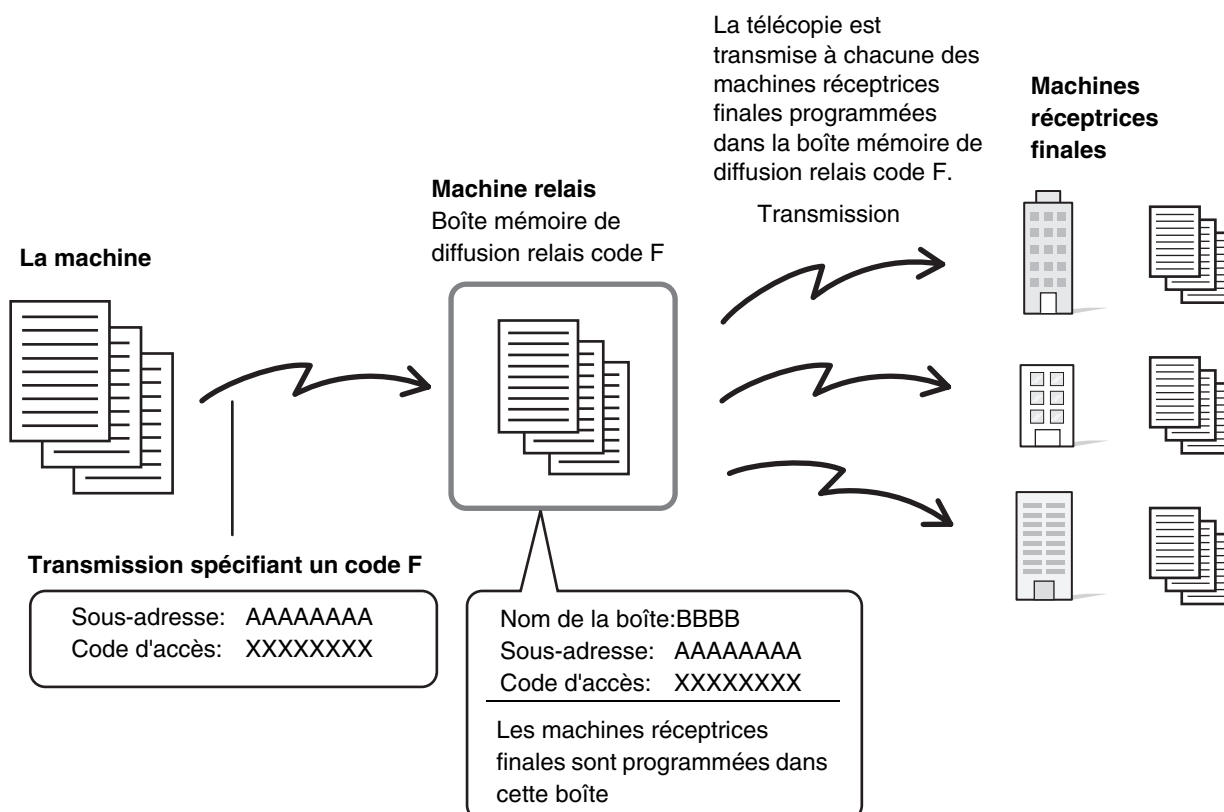 La télécopie est
transmise à chacune des
machines réceptrices
finales programmées
dans la boîte mémoire de
diffusion relais code F.
Machines
réceptrices
finales
Machine relais
Boîte mémoire de
diffusion relais code F
Transmission
La machine
Transmission spécifiant un code F
Sous-adresse: AAAAAAAA
Code d'accès: XXXXXXXX
Nom de la boîte:BBBB
Sous-adresse: AAAAAAAA
Code d'accès: XXXXXXXX
Les machines réceptrices
finales sont programmées dans
cette boîte